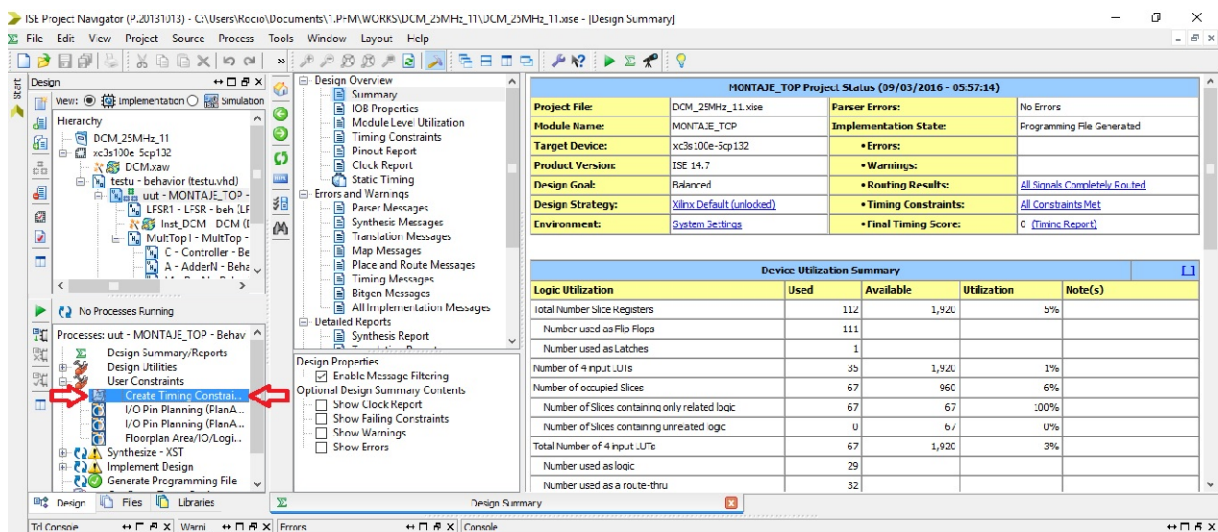 ISE Project Navigator (P.20131013) - C:\Users\Rocio\Documents\1.PFM\WORKS\DCM_25MHz_11\DCM_25MHz_11.xise - [Design Summary]
File Edit View Project Source Process Tools Window Layout Help
Start
Design
View: Implementation Simulation
Hierarchy
DCM_25MHz_11
xc3s100e-5cp132
DCM.xaw
testu - behavior (testu.vhd)
uut - MONTAJE_TOP -
LFSR1 - LFSR - beh (LF
Inst_DCM - DCM (
MultTop1 - MultTop -
C - Controller - Be
A - AdderN - Beha
No Processes Running
Processes: uut - MONTAJE_TOP - Behav
Design Summary/Reports
Design Utilities
User Constraints
Create Timing Constrai...
I/O Pin Planning (PlanA...
I/O Pin Planning (PlanA...
Floorplan Area/IO/Logi...
Synthesize - XST
Implement Design
Generate Programming File
Design Files Libraries
Design Overview
Summary
IOB Properties
Module Level Utilization
Timing Constraints
Pinout Report
Clock Report
Static Timing
Errors and Warnings
Parser Messages
Synthesis Messages
Translation Messages
Map Messages
Place and Route Messages
Timing Messages
Bitgen Messages
All Implementation Messages
Detailed Reports
Synthesis Report
Design Properties
Enable Message Filtering
Optional Design Summary Contents
Show Clock Report
Show Failing Constraints
Show Warnings
Show Errors
MONTAJE_TOP Project Status (09/03/2016 - 05:57:14)
Project File: DCM_25MHz_11.xise Parser Errors: No Errors
Module Name: MONTAJE_TOP Implementation State: Programming File Generated
Target Device: xc3s100e-5cp132 •Errors:
Product Version: ISE 14.7 •Warnings:
Design Goal: Balanced •Routing Results: All Signals Completely Routed
Design Strategy: Xilinx Default (unlocked) •Timing Constraints: All Constraints Met
Environment: System Settings •Final Timing Score: 0 (Timing Report)
Device Utilization Summary [-]
Logic Utilization Used Available Utilization Note(s)
Total Number Slice Registers 112 1,920 5%
Number used as Flip Flops 111
Number used as Latches 1
Number of 4 input LUTs 35 1,920 1%
Number of occupied Slices 67 960 6%
Number of Slices containing only related logic 67 67 100%
Number of Slices containing unrelated logic 0 67 0%
Total Number of 4 input LUTs 67 1,920 3%
Number used as logic 29
Number used as a route-thru 32
Design Summary
Tcl Console Warni Errors Console